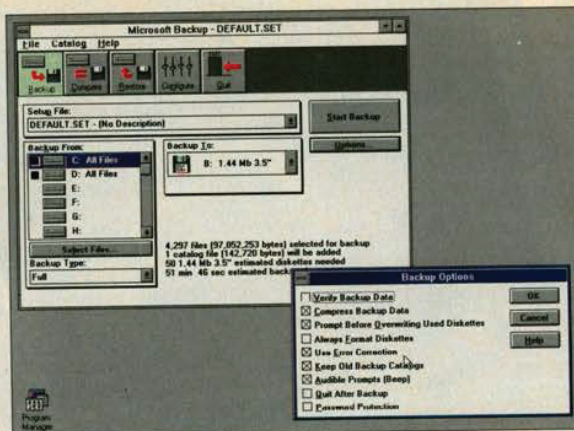 Microsoft Backup - DEFAULT.SET
File Catalog Help
Backup Compare Restore Configure Quit
Setup File:
DEFAULT.SET - (No Description)
Start Backup
Options...
Backup From:
C: All Files
D: All Files
E:
F:
G:
H:
Select Files...
Backup Type:
Full
Backup To:
B: 1.44 Mb 3.5"
4,297 files (97,052,253 bytes) selected for backup
1 catalog file (142,720 bytes) will be added
50 1.44 Mb 3.5" estimated diskettes needed
51 min 46 sec estimated back
Backup Options
Verify Backup Data
Compress Backup Data
Prompt Before Overwriting Used Diskettes
Always Format Diskettes
Use Error Correction
Keep Old Backup Catalogs
Audible Prompts (Beep)
Quit After Backup
Password Protection
OK
Cancel
Help
Program
Manager